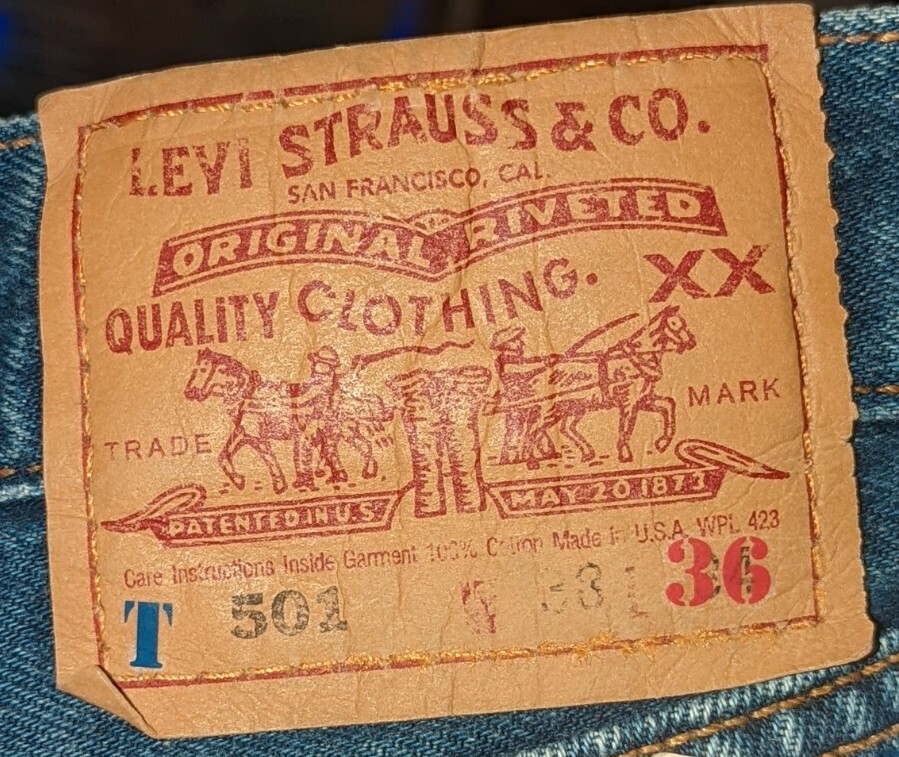 LEVI STRAUSS & CO.
SAN FRANCISCO, CAL.
ORIGINAL RIVETED
QUALITY CLOTHING. XX
TRADE MARK
PATENTED IN U.S. MAY 20 1873
Care Instructions Inside Garment 100% Cotton Made in U.S.A. WPL 423
T 501 W 33 L 36